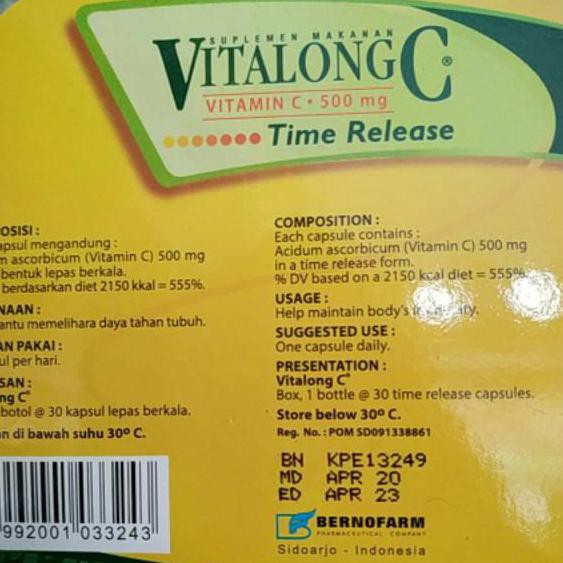 SUPLEMEN MAKANAN
VITALONG C®
VITAMIN C • 500 mg
Time Release
OSISI :
apsul mengandung :
m ascorbicum (Vitamin C) 500 mg
bentuk lepas berkala.
berdasarkan diet 2150 kkal = 555%.
NAAN :
antu memelihara daya tahan tubuh.
AN PAKAI :
ul per hari.
SAN :
ng C®
botol @ 30 kapsul lepas berkala.
n di bawah suhu 30º C.
992001 033243
COMPOSITION :
Each capsule contains :
Acidum ascorbicum (Vitamin C) 500 mg
in a time release form.
% DV based on a 2150 kcal diet = 555%.
USAGE :
Help maintain body's
SUGGESTED USE :
One capsule daily.
PRESENTATION :
Vitalong C®
Box, 1 bottle @ 30 time release capsules.
Store below 30º C.
Reg. No. : POM SD091338861
BN KPE13249
MD APR 20
ED APR 23
BERNOFARM
PHARMACEUTICAL COMPANY
Sidoarjo - Indonesia